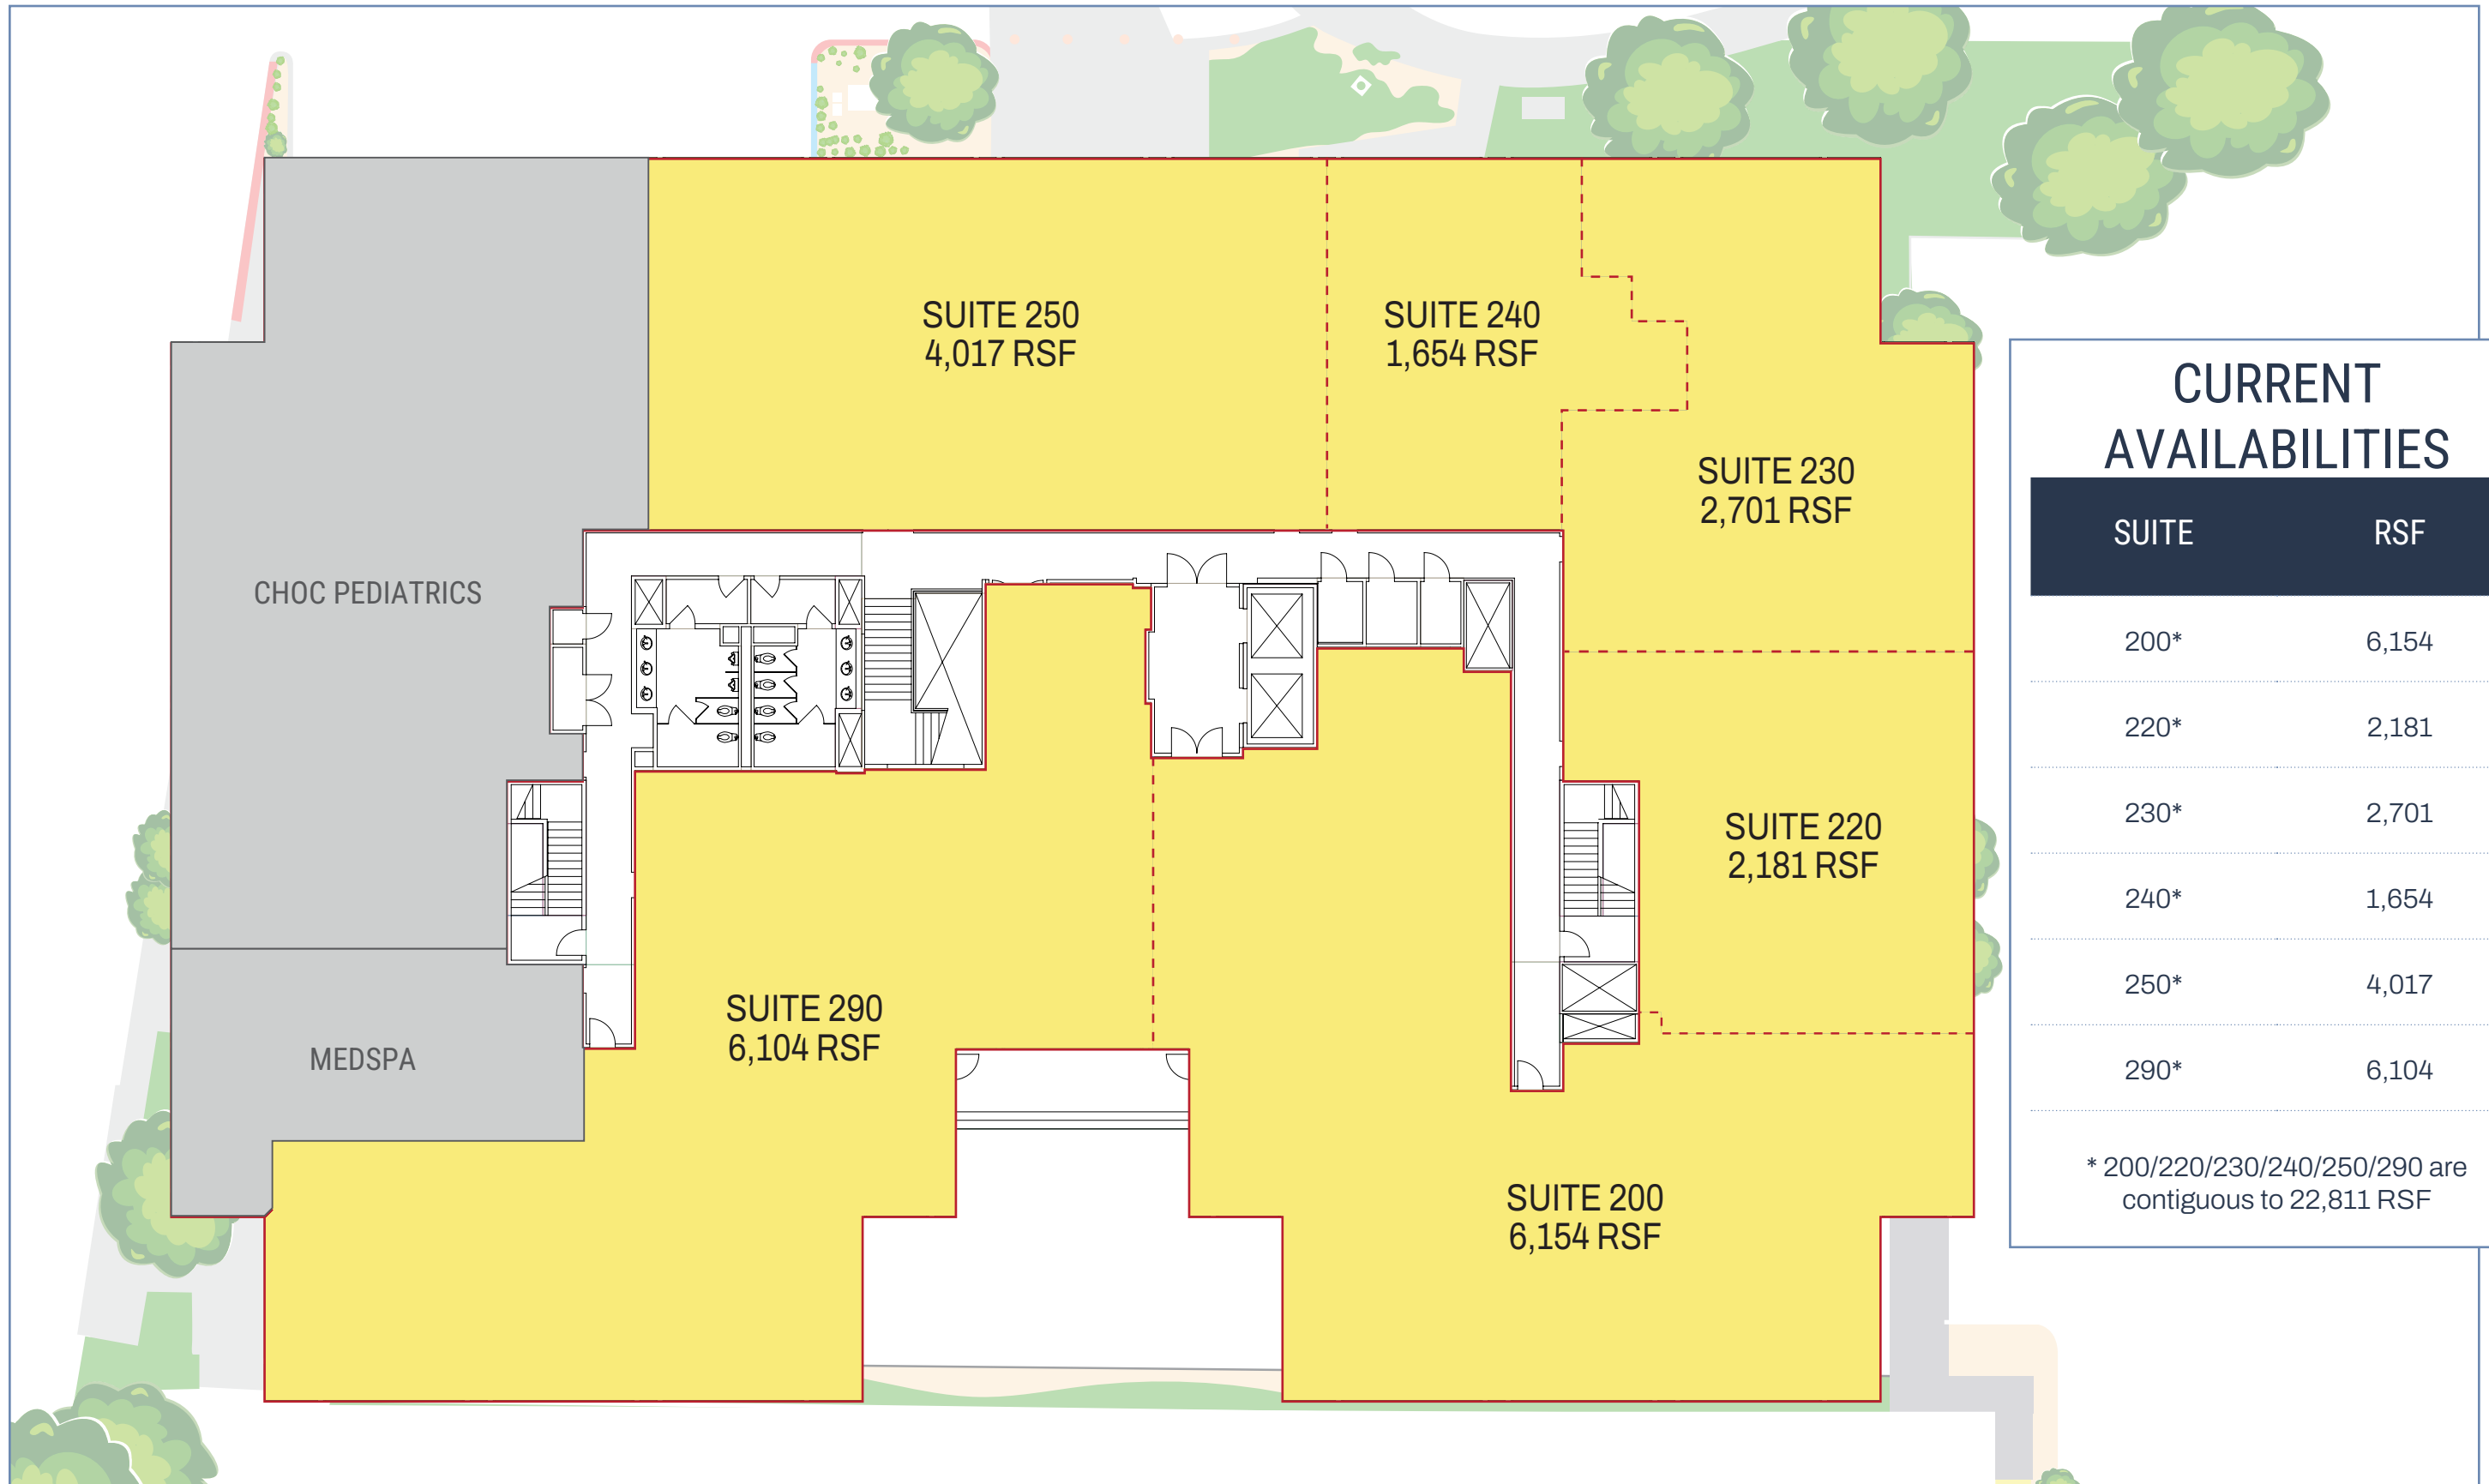 SUITE 250
4,017 RSF
SUITE 240
1,654 RSF
SUITE 230
2,701 RSF
CHOC PEDIATRICS
SUITE 220
2,181 RSF
SUITE 290
6,104 RSF
MEDSPA
SUITE 200
6,154 RSF
CURRENT
AVAILABILITIES
SUITE RSF
200* 6,154
220* 2,181
230* 2,701
240* 1,654
250* 4,017
290* 6,104
* 200/220/230/240/250/290 are
contiguous to 22,811 RSF